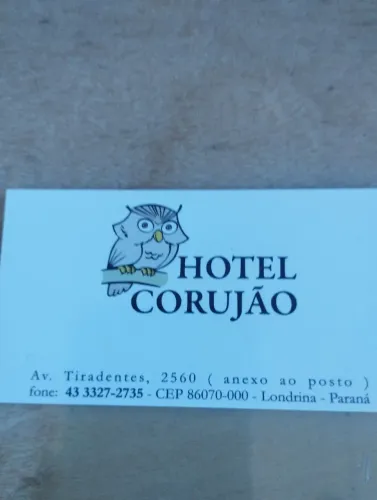 HOTEL
CORUJÃO
Av. Tiradentes, 2560 ( anexo ao posto )
fone: 43 3327-2735 - CEP 86070-000 - Londrina - Paraná